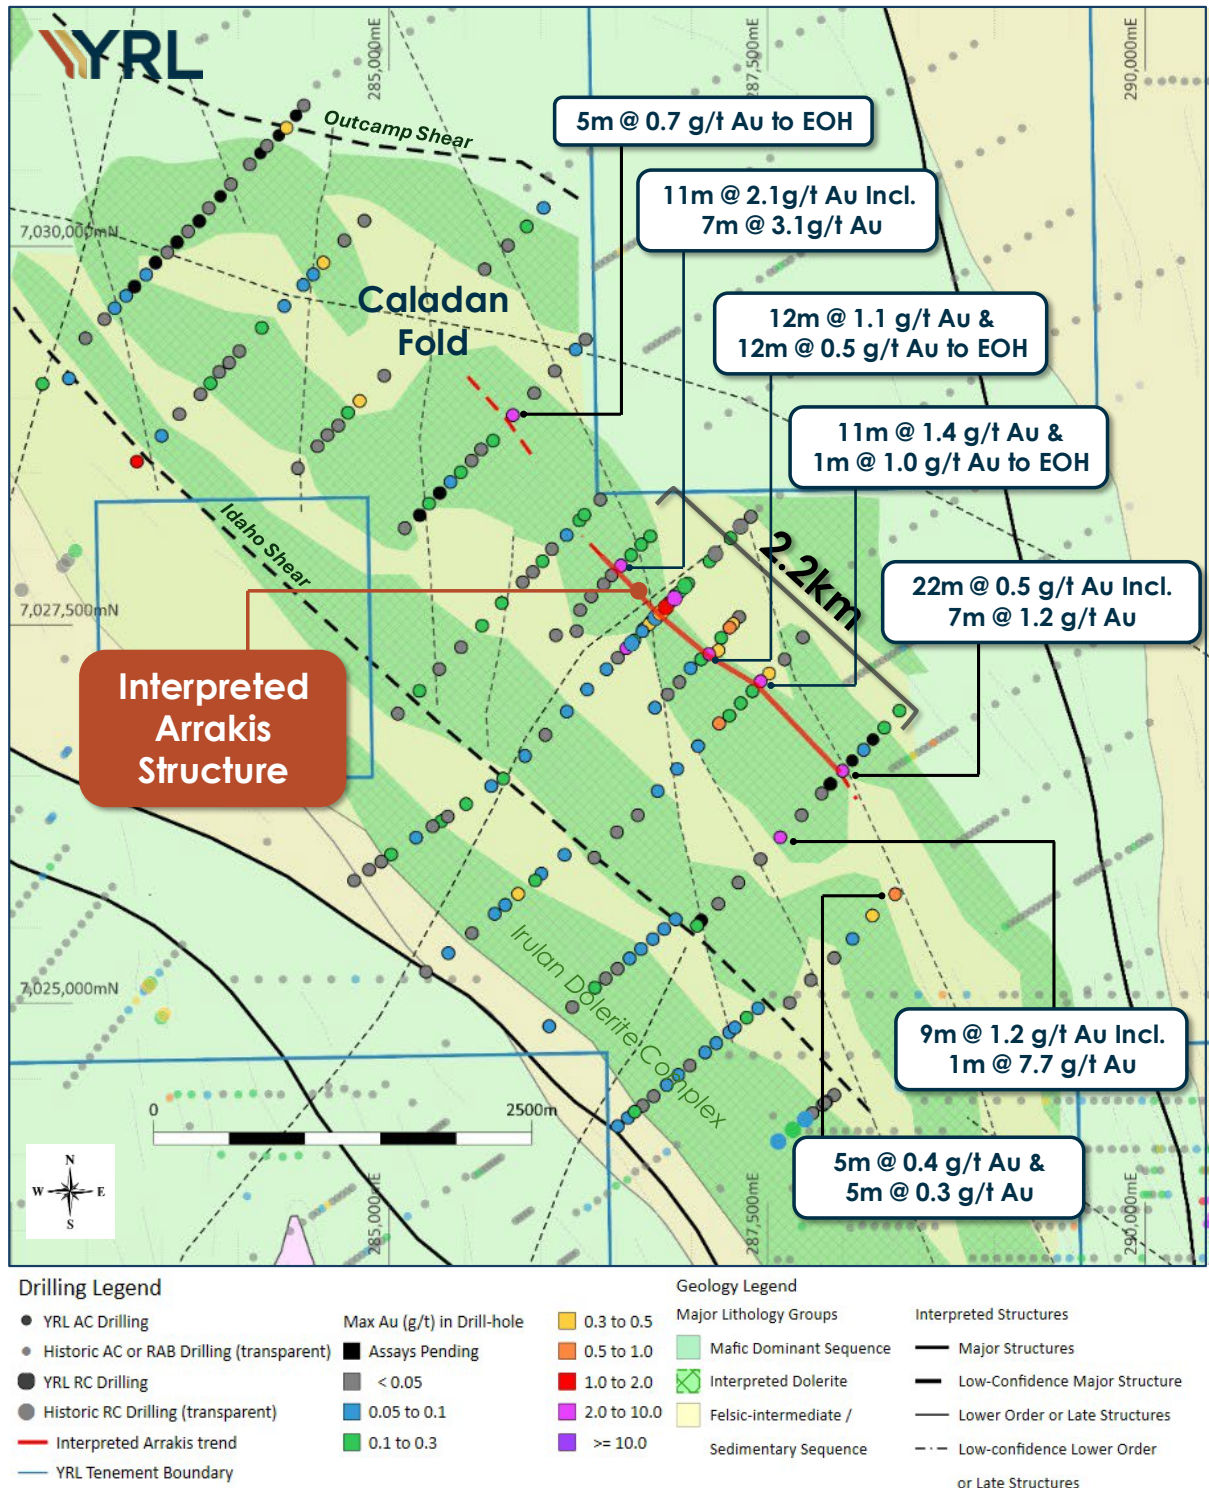 YRL
285,000mE
287,500mE
290,000mE
Outcamp Shear
5m @ 0.7 g/t Au to EOH
11m @ 2.1g/t Au Incl.
7m @ 3.1g/t Au
7,030,000mN
Caladan
Fold
12m @ 1.1 g/t Au &
12m @ 0.5 g/t Au to EOH
11m @ 1.4 g/t Au &
1m @ 1.0 g/t Au to EOH
Idaho Shear
2.2km
22m @ 0.5 g/t Au Incl.
7m @ 1.2 g/t Au
7,027,500mN
Interpreted
Arrakis
Structure
Irulan Dolerite Complex
7,025,000mN
9m @ 1.2 g/t Au Incl.
1m @ 7.7 g/t Au
0
2500m
5m @ 0.4 g/t Au &
5m @ 0.3 g/t Au
N
W
E
S
285,000mE
287,500mE
290,000mE
Drilling Legend
YRL AC Drilling
Historic AC or RAB Drilling (transparent)
YRL RC Drilling
Historic RC Drilling (transparent)
Interpreted Arrakis trend
YRL Tenement Boundary
Max Au (g/t) in Drill-hole
Assays Pending
< 0.05
0.05 to 0.1
0.1 to 0.3
0.3 to 0.5
0.5 to 1.0
1.0 to 2.0
2.0 to 10.0
>= 10.0
Geology Legend
Major Lithology Groups
Mafic Dominant Sequence
Interpreted Dolerite
Felsic-intermediate /
Sedimentary Sequence
Interpreted Structures
Major Structures
Low-Confidence Major Structure
Lower Order or Late Structures
Low-confidence Lower Order
or Late Structures